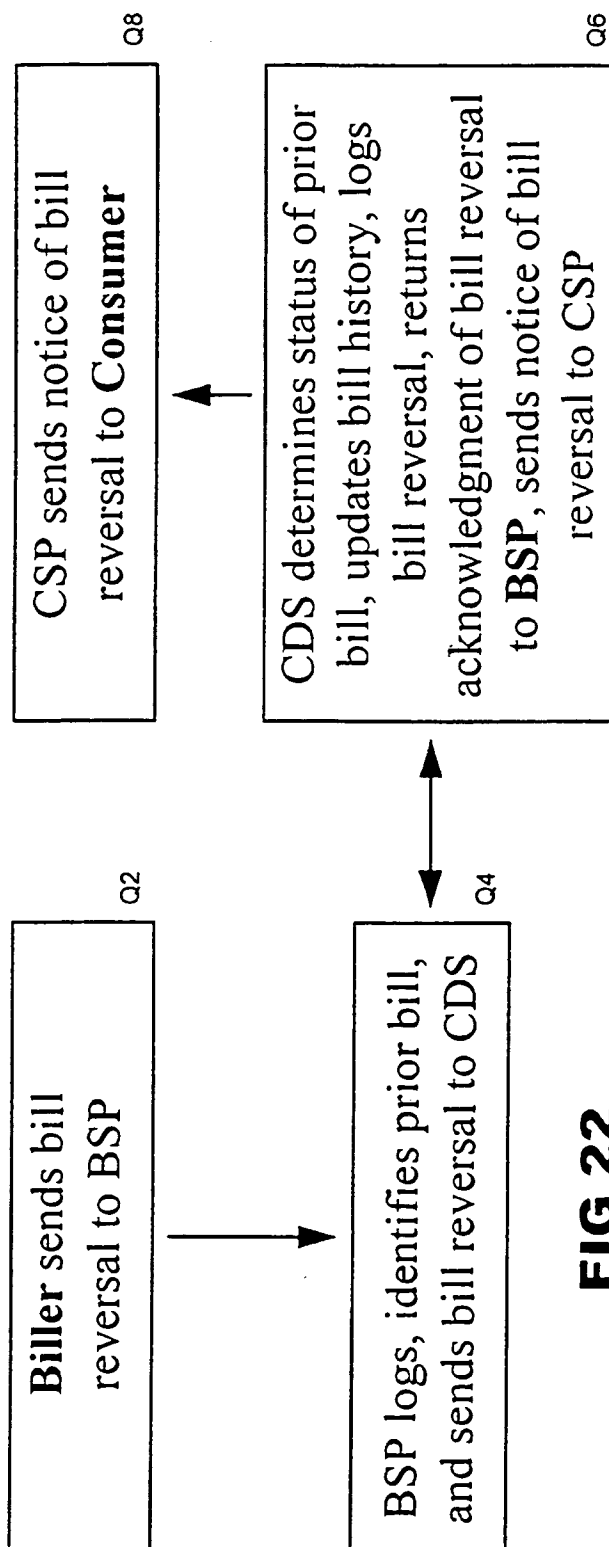 Biller sends bill
reversal to BSP
Q2
BSP logs, identifies prior bill,
and sends bill reversal to CDS
Q4
CDS determines status of prior
bill, updates bill history, logs
bill reversal, returns
acknowledgment of bill reversal
to BSP, sends notice of bill
reversal to CSP
Q6
CSP sends notice of bill
reversal to Consumer
Q8
FIG 22